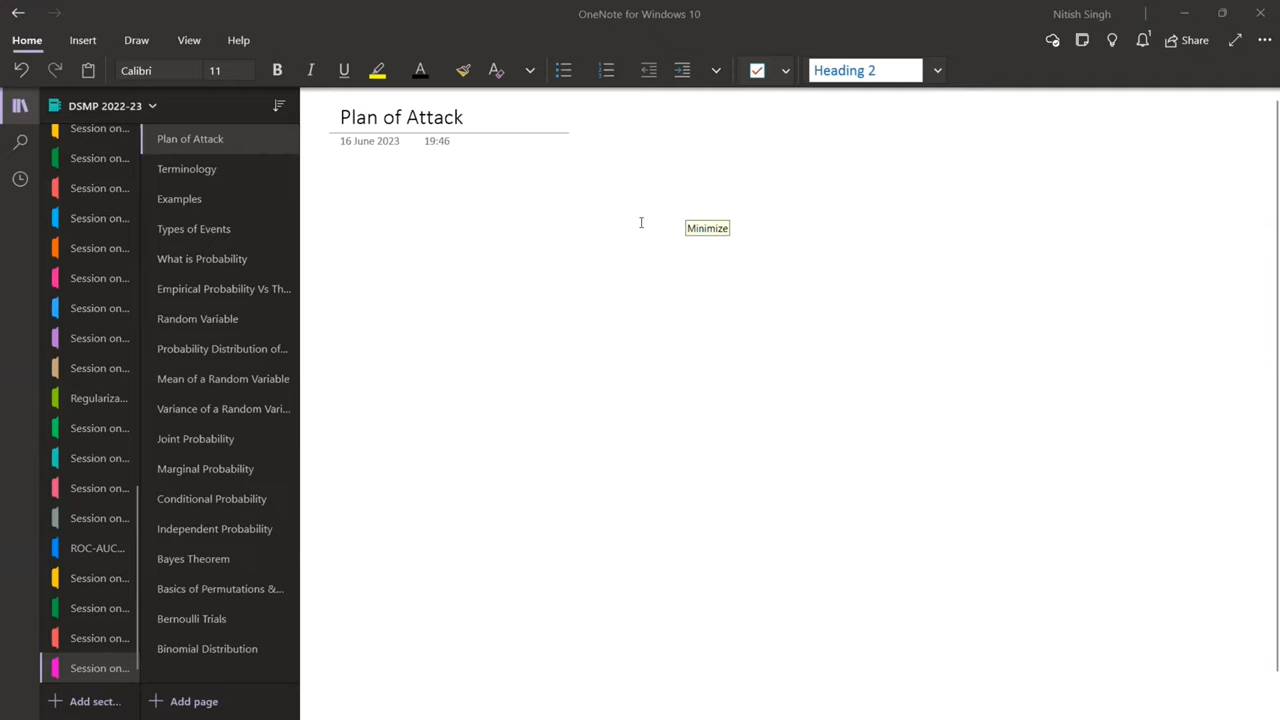 OneNote for Windows 10
Nitish Singh
Home
Insert
Draw
View
Help
1
Share
Calibri
11
B
I
U
A
A
Heading 2
DSMP 2022-23
Session on...
Session on...
Session on...
Session on...
Session on...
Session on...
Session on...
Session on...
Session on...
Regulariza...
Session on...
Session on...
Session on...
Session on...
ROC-AUC...
Session on...
Session on...
Session on...
Session on...
Add sect...
Plan of Attack
Terminology
Examples
Types of Events
What is Probability
Empirical Probability Vs Th...
Random Variable
Probability Distribution of...
Mean of a Random Variable
Variance of a Random Vari...
Joint Probability
Marginal Probability
Conditional Probability
Independent Probability
Bayes Theorem
Basics of Permutations &...
Bernoulli Trials
Binomial Distribution
Add page
Plan of Attack
16 June 2023 19:46
Minimize